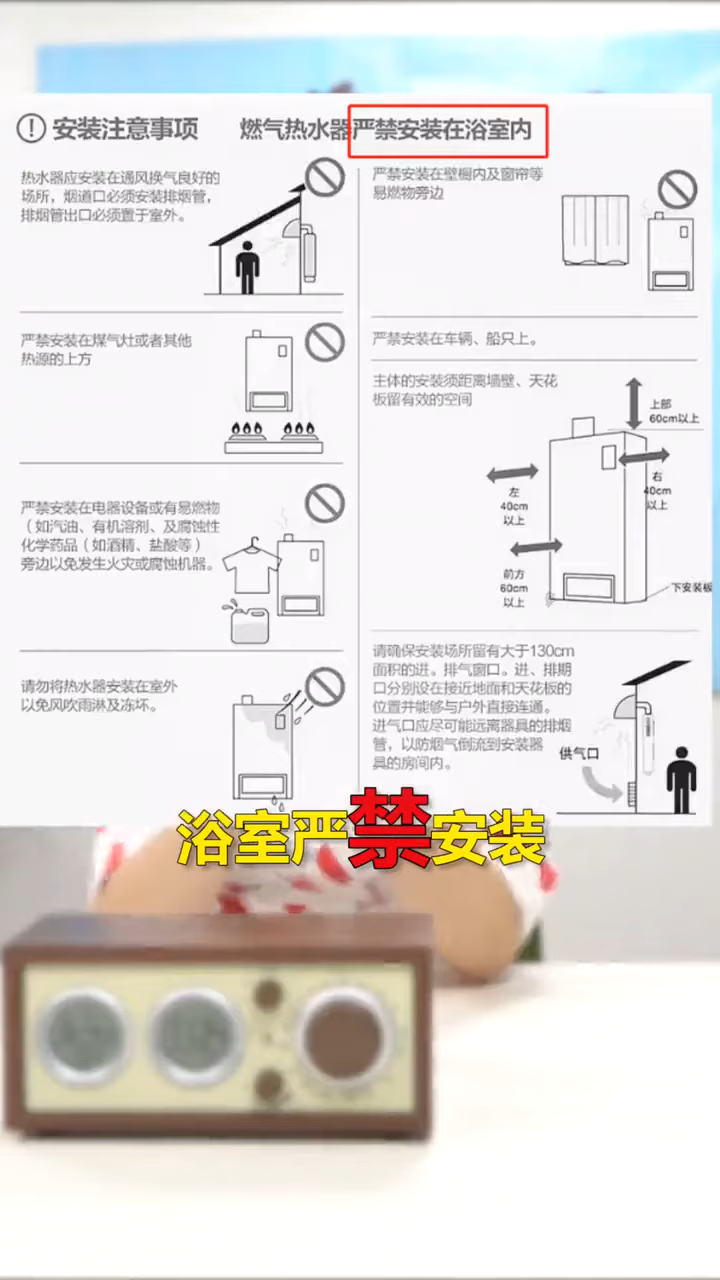 安装注意事项
燃气热水器严禁安装在浴室内
热水器应安装在通风换气良好的
场所，烟道口必须安装排烟管，
排烟管出口必须置于室外。
严禁安装在煤气灶或者其他
热源的上方
严禁安装在电器设备或有易燃物
（如汽油、有机溶剂、及腐蚀性
化学药品（如酒精、盐酸等）
旁边以免发生火灾或腐蚀机器。
请勿将热水器安装在室外
以免风吹雨淋及冻坏。
严禁安装在壁橱内及窗帘等
易燃物旁边
严禁安装在车辆、船只上。
主体的安装须距离墙壁、天花
板留有效的空间
上部
60cm以上
左
40cm
以上
右
40cm
以上
前方
60cm
以上
下安装板
请确保安装场所留有大于130cm
面积的进。排气窗口。进、排期
口分别设在接近地面和天花板的
位置并能够与户外直接连通。
进气口应尽可能远离器具的排烟
管，以防烟气倒流到安装器
具的房间内。
供气口
浴室严禁安装